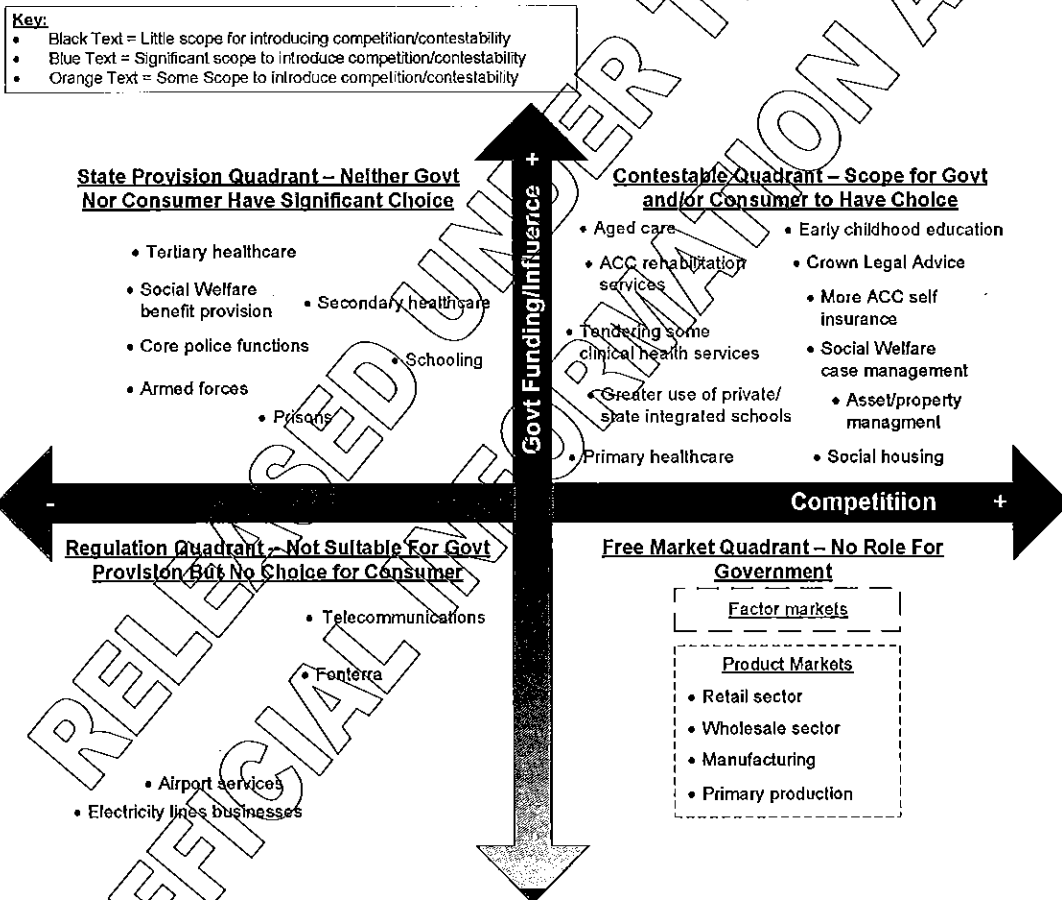 Key:
• Black Text = Little scope for introducing competition/contestability
• Blue Text = Significant scope to introduce competition/contestability
• Orange Text = Some Scope to introduce competition/contestability
State Provision Quadrant – Neither Govt
Nor Consumer Have Significant Choice
• Tertiary healthcare
• Social Welfare
benefit provision
• Secondary healthcare
• Core police functions
• Schooling
• Armed forces
• Prisons
Contestable Quadrant – Scope for Govt
and/or Consumer to Have Choice
• Aged care
• ACC rehabilitation
services
• Tendering some
clinical health services
• Greater use of private/
state integrated schools
• Primary healthcare
• Early childhood education
• Crown Legal Advice
• More ACC self
insurance
• Social Welfare
case management
• Asset/property
managment
• Social housing
Govt Funding/Influence +
- Competitiion +
Regulation Quadrant – Not Suitable For Govt
Provision But No Choice for Consumer
• Telecommunications
• Fonterra
• Airport services
• Electricity lines businesses
Free Market Quadrant – No Role For
Government
Factor markets
Product Markets
• Retail sector
• Wholesale sector
• Manufacturing
• Primary production
RELEASED UNDER T
OFFICIAL INFORMATION A